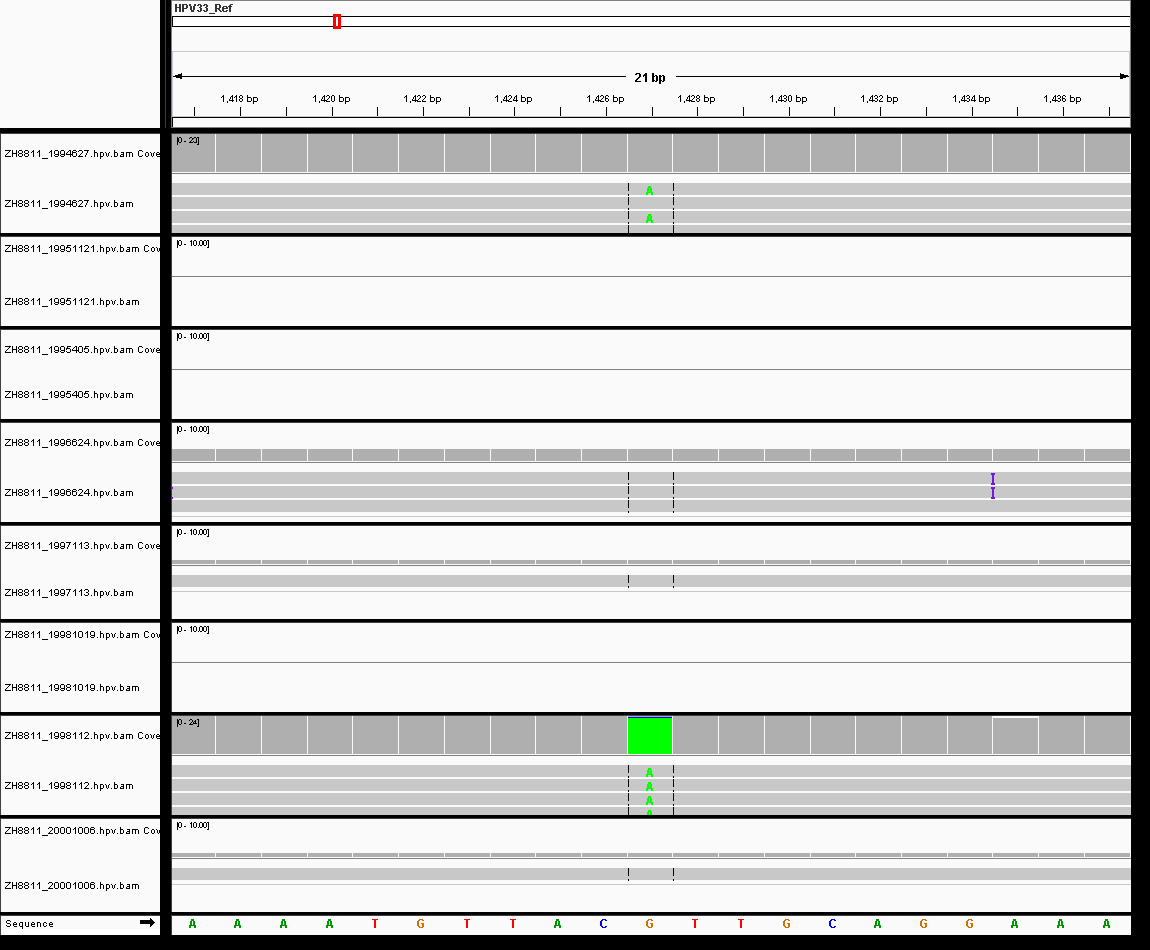 HPV33_Ref
21 bp
1,418 bp 1,420 bp 1,422 bp 1,424 bp 1,426 bp 1,428 bp 1,430 bp 1,432 bp 1,434 bp 1,436 bp
[0 - 23]
ZH8811_1994627.hpv.bam Cove
A
ZH8811_1994627.hpv.bam
A
[0 - 10.00]
ZH8811_19951121.hpv.bam Cov
ZH8811_19951121.hpv.bam
[0 - 10.00]
ZH8811_1995405.hpv.bam Cove
ZH8811_1995405.hpv.bam
[0 - 10.00]
ZH8811_1996624.hpv.bam Cove
I
ZH8811_1996624.hpv.bam I
[0 - 10.00]
ZH8811_1997113.hpv.bam Cove
ZH8811_1997113.hpv.bam
[0 - 10.00]
ZH8811_19981019.hpv.bam Cov
ZH8811_19981019.hpv.bam
[0 - 24]
ZH8811_1998112.hpv.bam Cove
A
ZH8811_1998112.hpv.bam A
A
A
[0 - 10.00]
ZH8811_20001006.hpv.bam Cov
ZH8811_20001006.hpv.bam
Sequence A A A A T G T T A C G T T G C A G G A A A